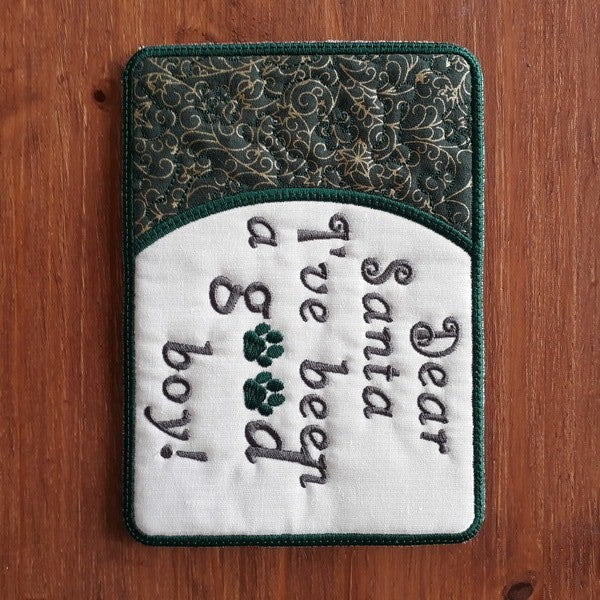 Dear
Santa
I've been
a good
boy!